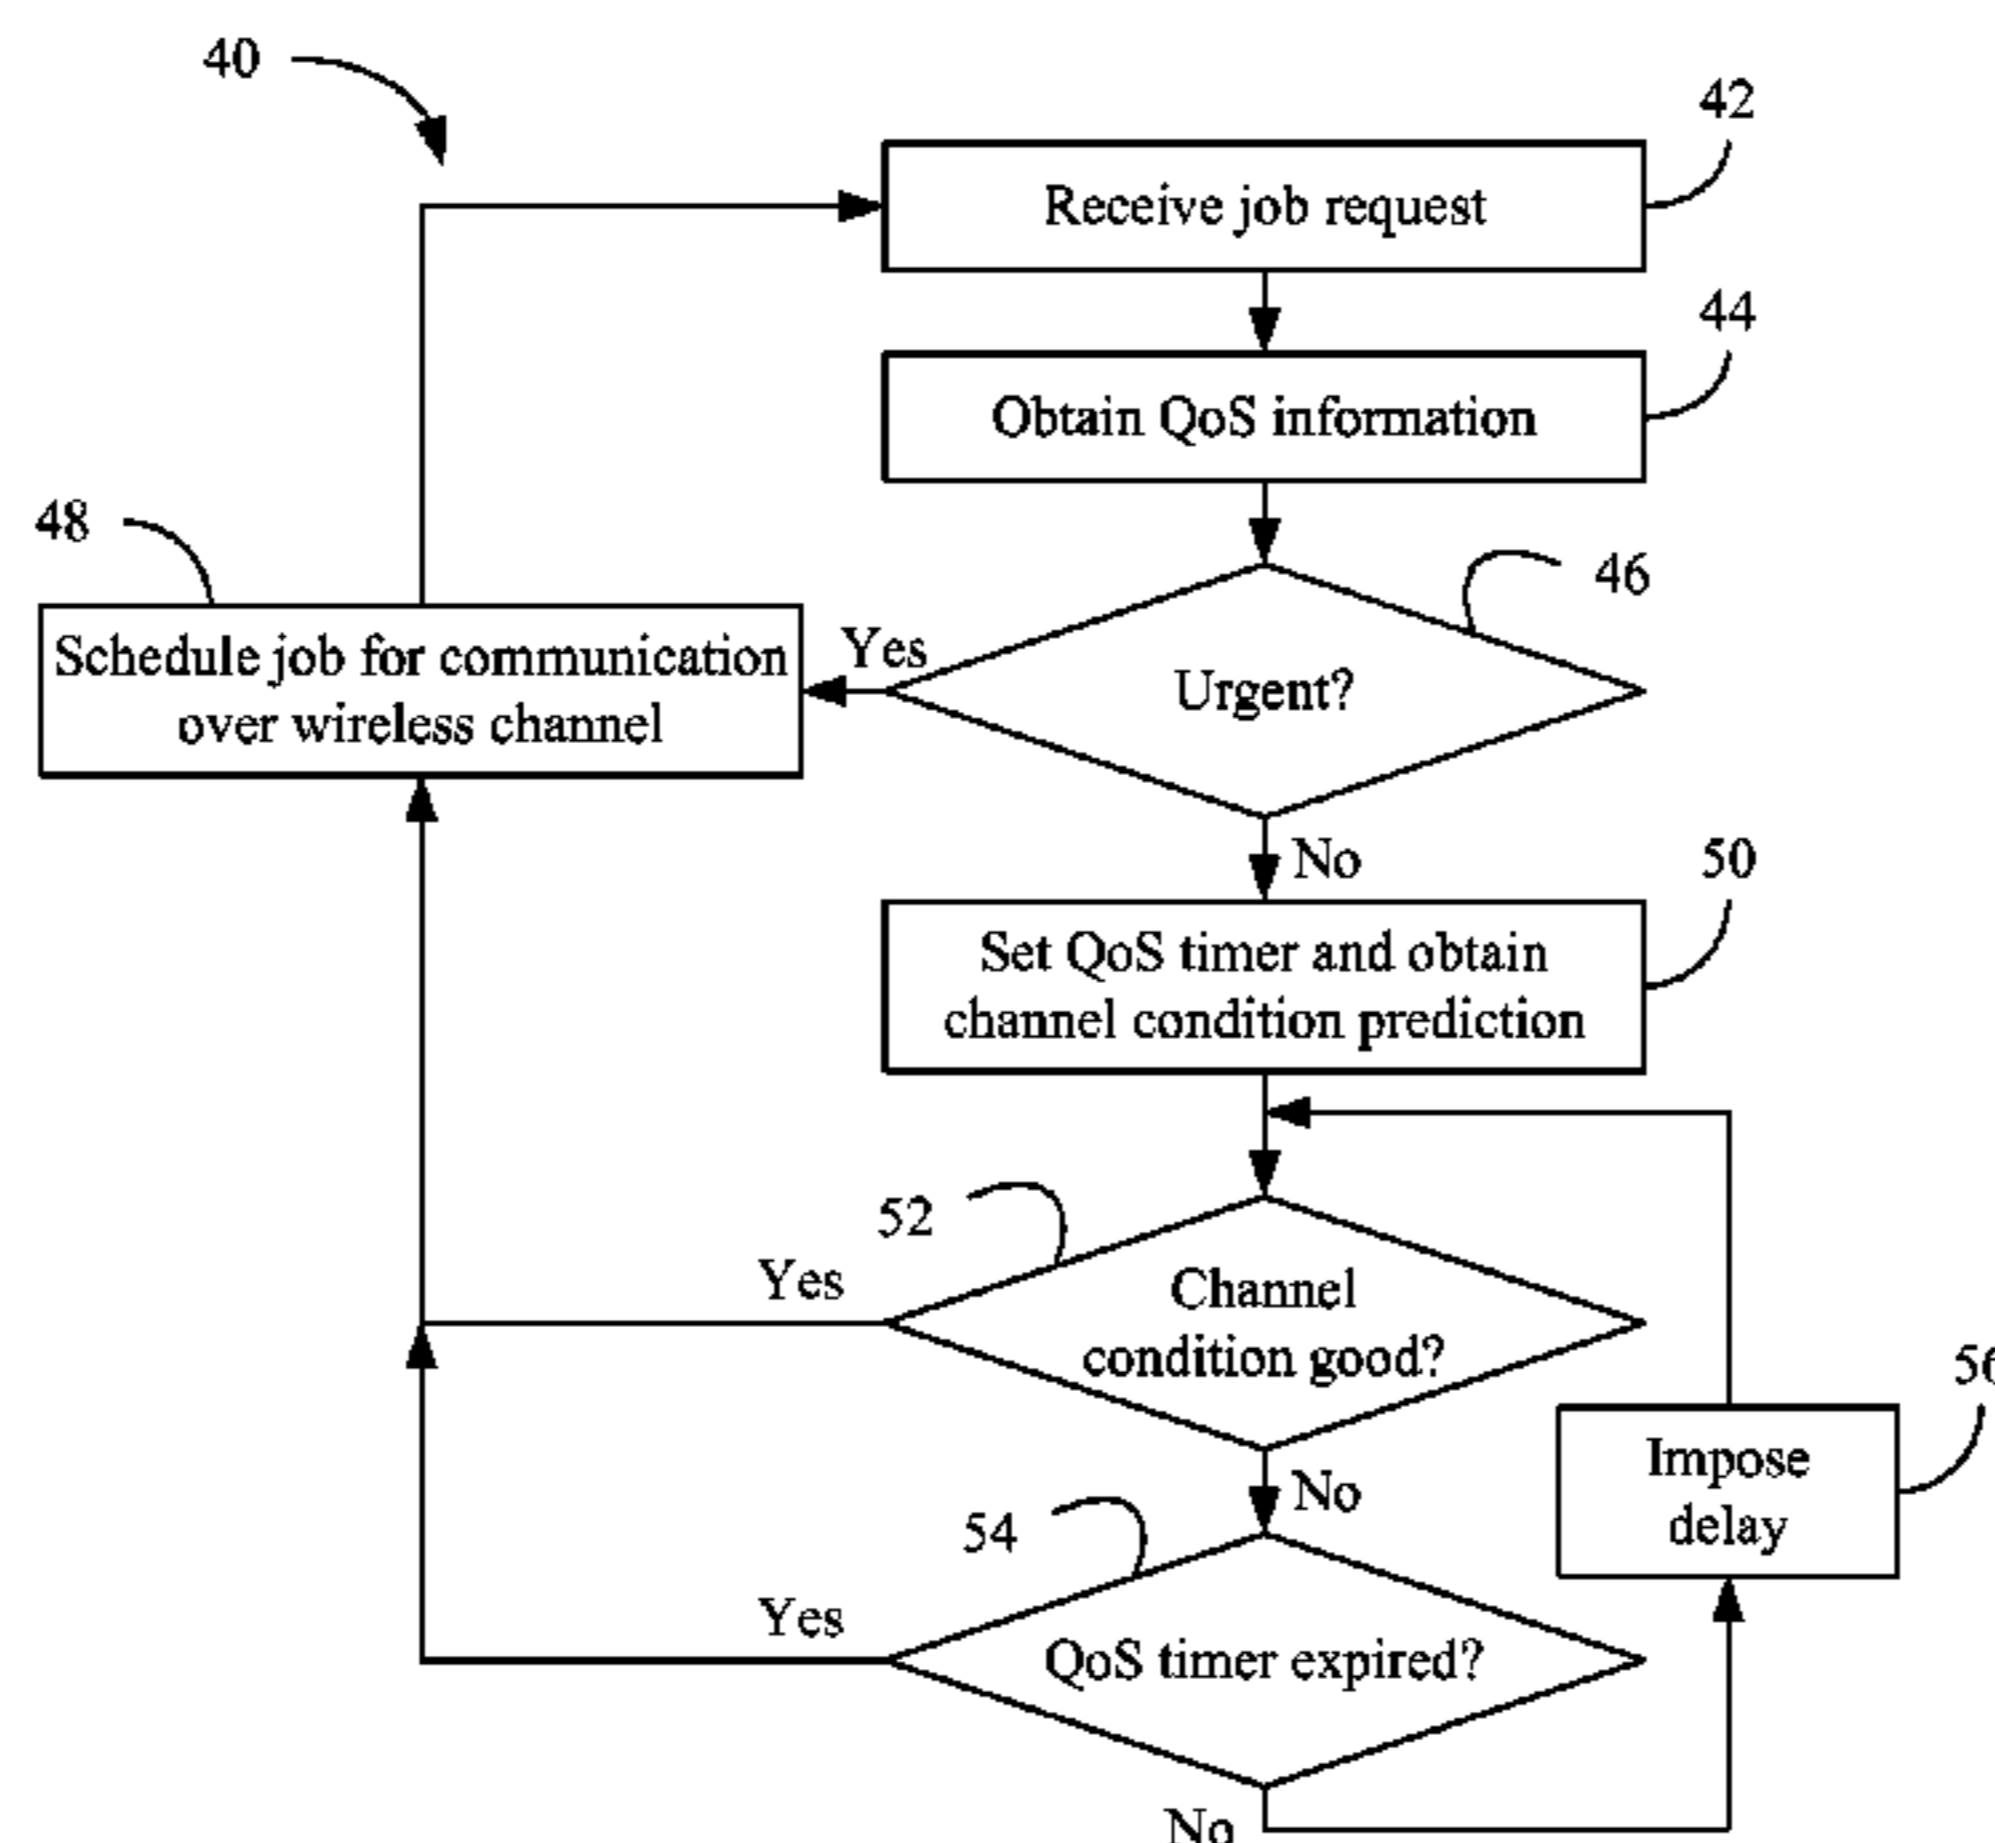 40
42
Receive job request
44
Obtain QoS information
48
46
Schedule job for communication
over wireless channel
Yes
Urgent?
No
50
Set QoS timer and obtain
channel condition prediction
52
Yes
Channel
condition good?
56
Impose
delay
No
54
Yes
QoS timer expired?
No